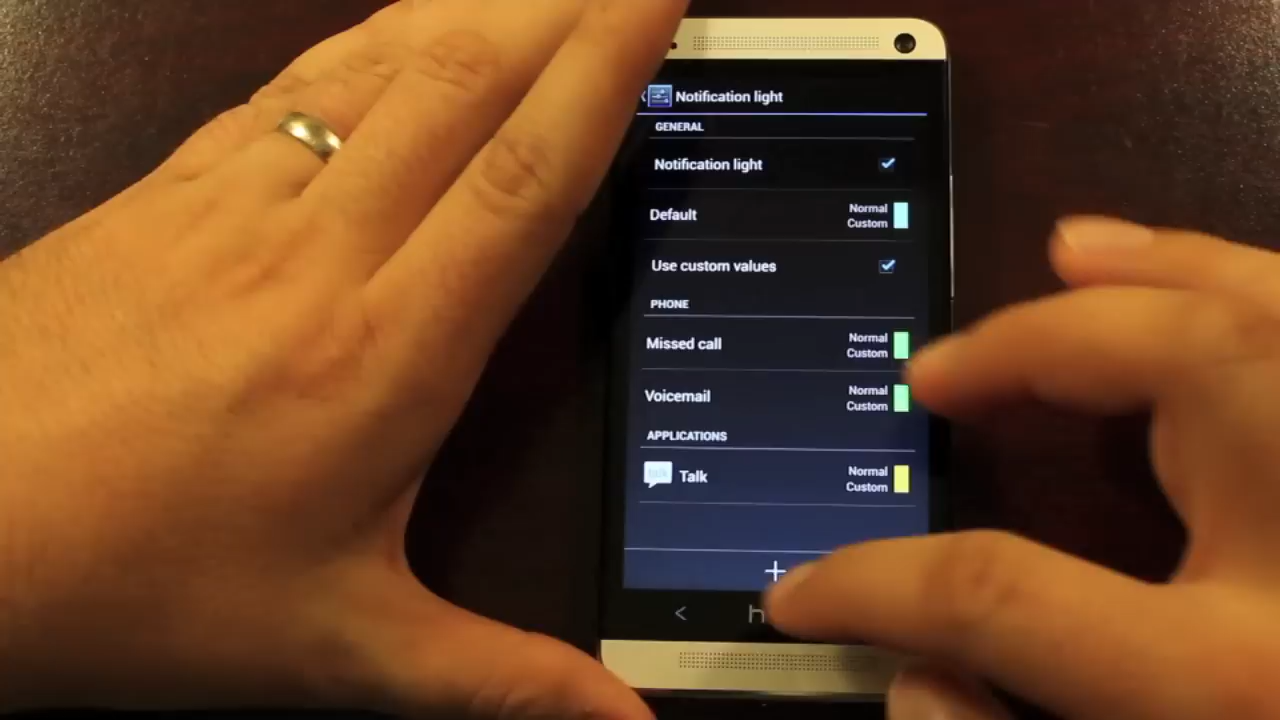 Notification light
GENERAL
Notification light
Default
Normal
Custom
Use custom values
PHONE
Missed call
Normal
Custom
Voicemail
Normal
Custom
APPLICATIONS
talk
Talk
Normal
Custom
h